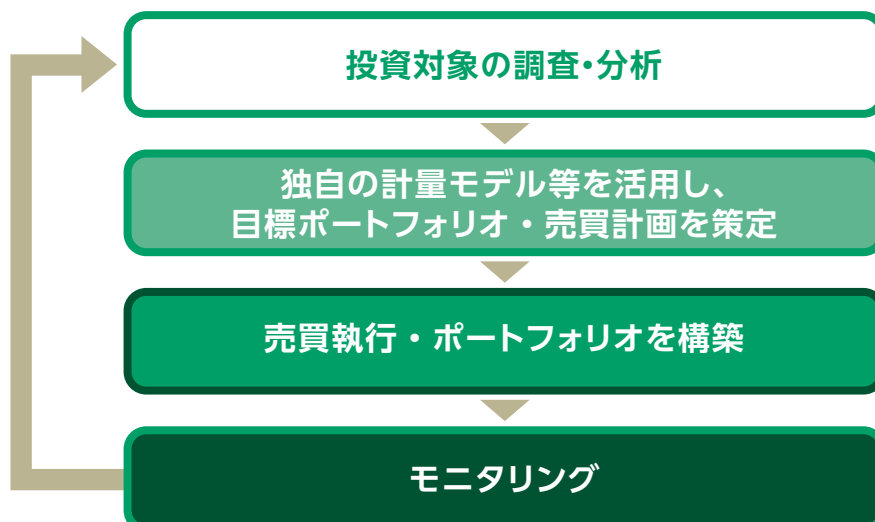 投資対象の調査・分析
独自の計量モデル等を活用し、
目標ポートフォリオ・売買計画を策定
売買執行・ポートフォリオを構築
モニタリング